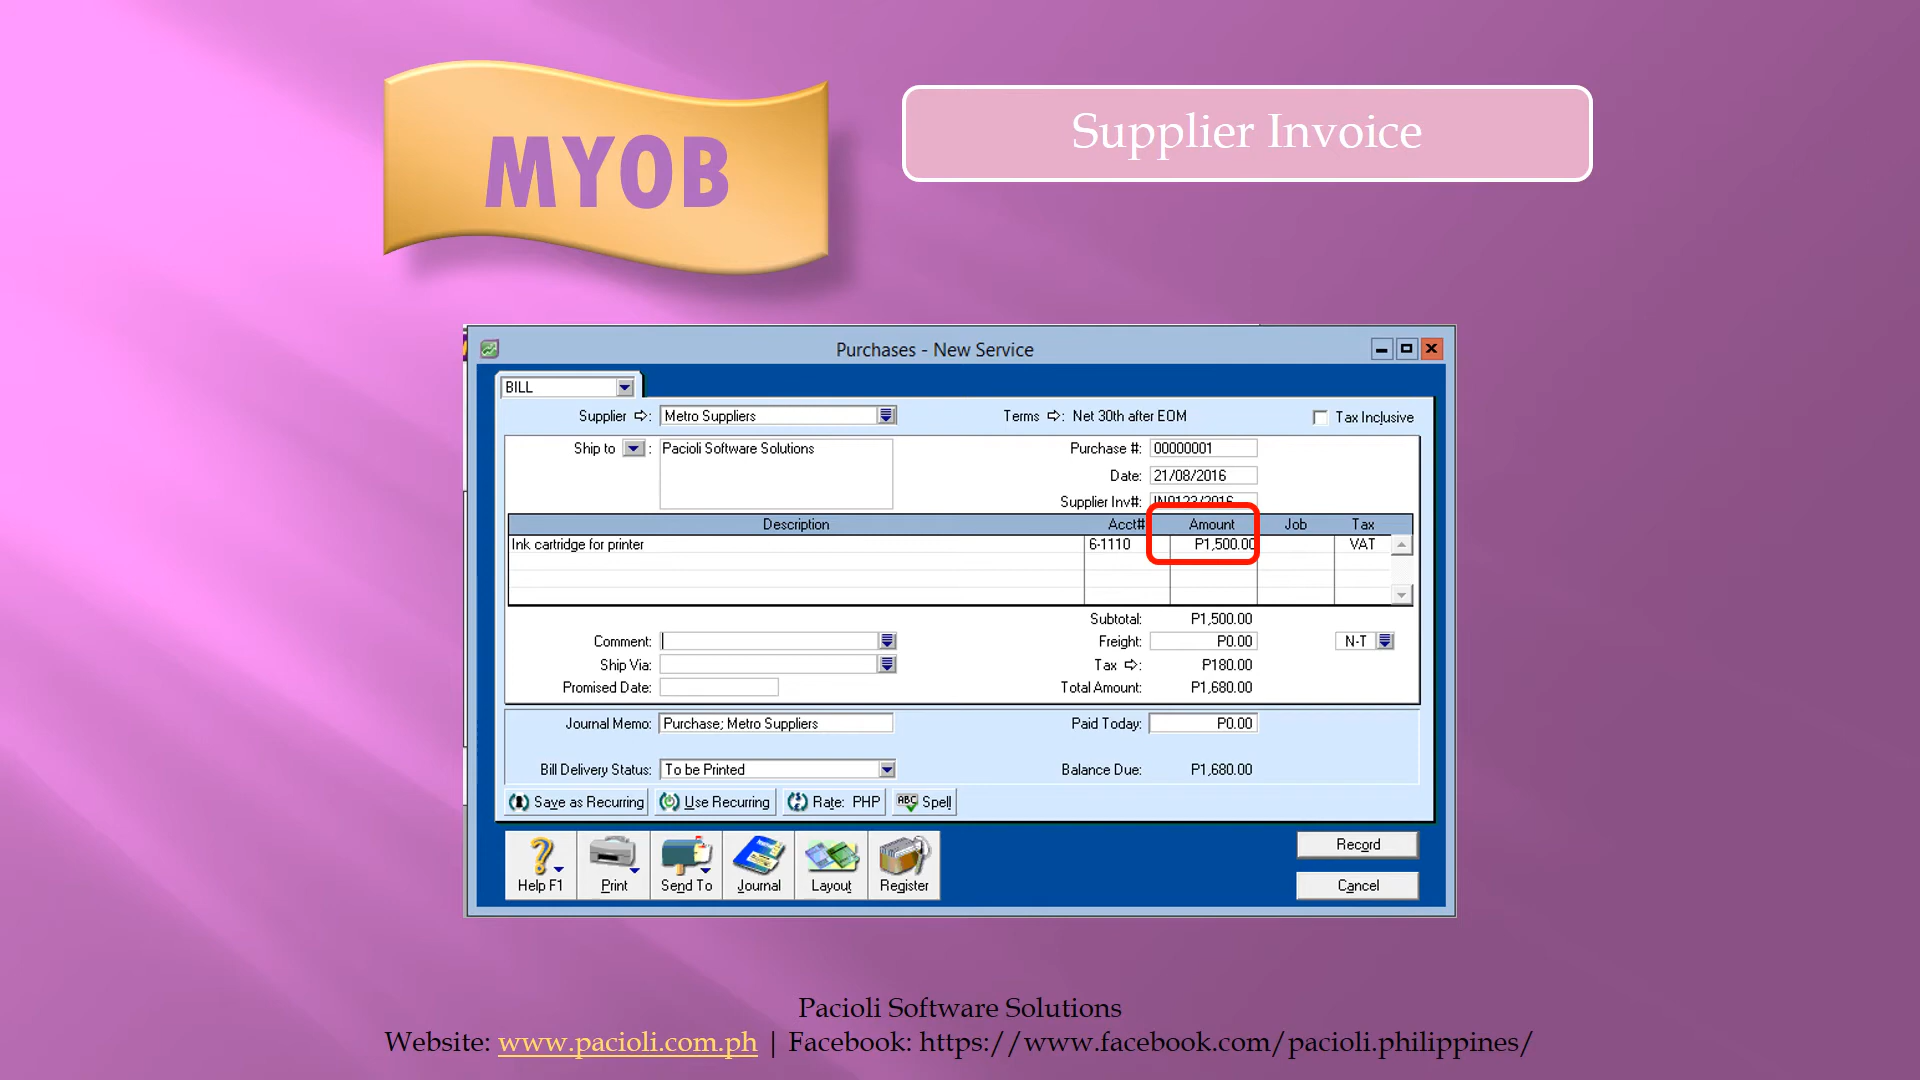 MYOB
Supplier Invoice
Purchases - New Service
BILL
Supplier ⇨: Metro Suppliers Terms ⇨: Net 30th after EOM Tax Inclusive
Ship to : Pacioli Software Solutions Purchase #: 00000001
Date: 21/08/2016
Supplier Inv#: IN0123/2016
Description Acct# Amount Job Tax
Ink cartridge for printer 6-1110 P1,500.00 VAT
Subtotal: P1,500.00
Comment: Freight: P0.00 N-T
Ship Via: Tax ⇨: P180.00
Promised Date: Total Amount: P1,680.00
Journal Memo: Purchase; Metro Suppliers Paid Today: P0.00
Bill Delivery Status: To be Printed Balance Due: P1,680.00
Save as Recurring Use Recurring Rate: PHP ABC Spell
Record
Help F1 Print Send To Journal Layout Register Cancel
Pacioli Software Solutions
Website: www.pacioli.com.ph | Facebook: https://www.facebook.com/pacioli.philippines/